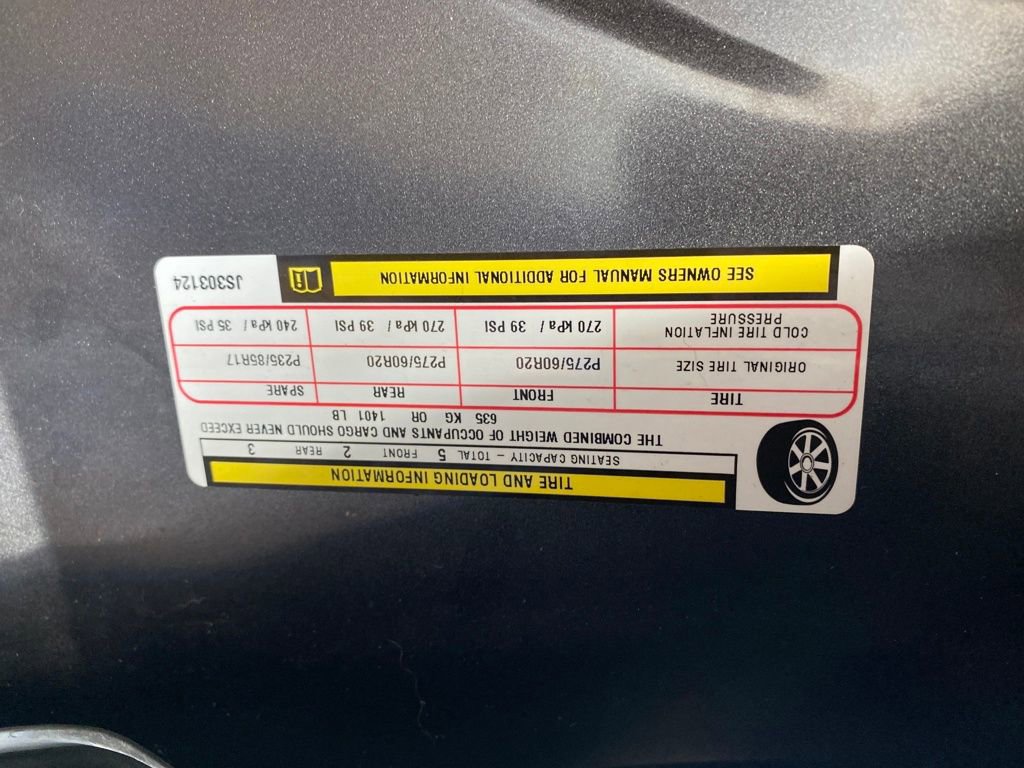 TIRE AND LOADING INFORMATION
SEATING CAPACITY - TOTAL 5 FRONT 2 REAR 3
THE COMBINED WEIGHT OF OCCUPANTS AND CARGO SHOULD NEVER EXCEED
635 KG OR 1401 LB
TIRE FRONT REAR SPARE
ORIGINAL TIRE SIZE P275/60R20 P275/60R20 P235/85R17
COLD TIRE INFLATION
PRESSURE 270 kPa / 39 PSI 270 kPa / 39 PSI 240 kPa / 35 PSI
SEE OWNERS MANUAL FOR ADDITIONAL INFORMATION
JS303124